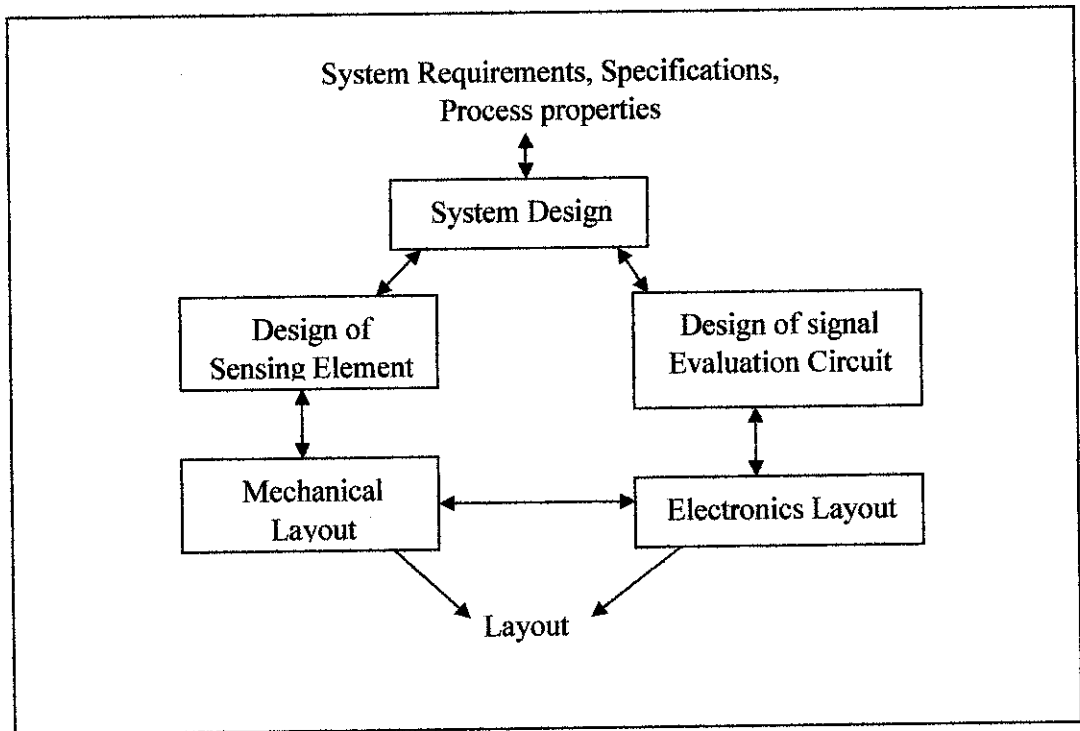 System Requirements, Specifications,
Process properties
System Design
Design of
Sensing Element
Design of signal
Evaluation Circuit
Mechanical
Layout
Electronics Layout
Layout